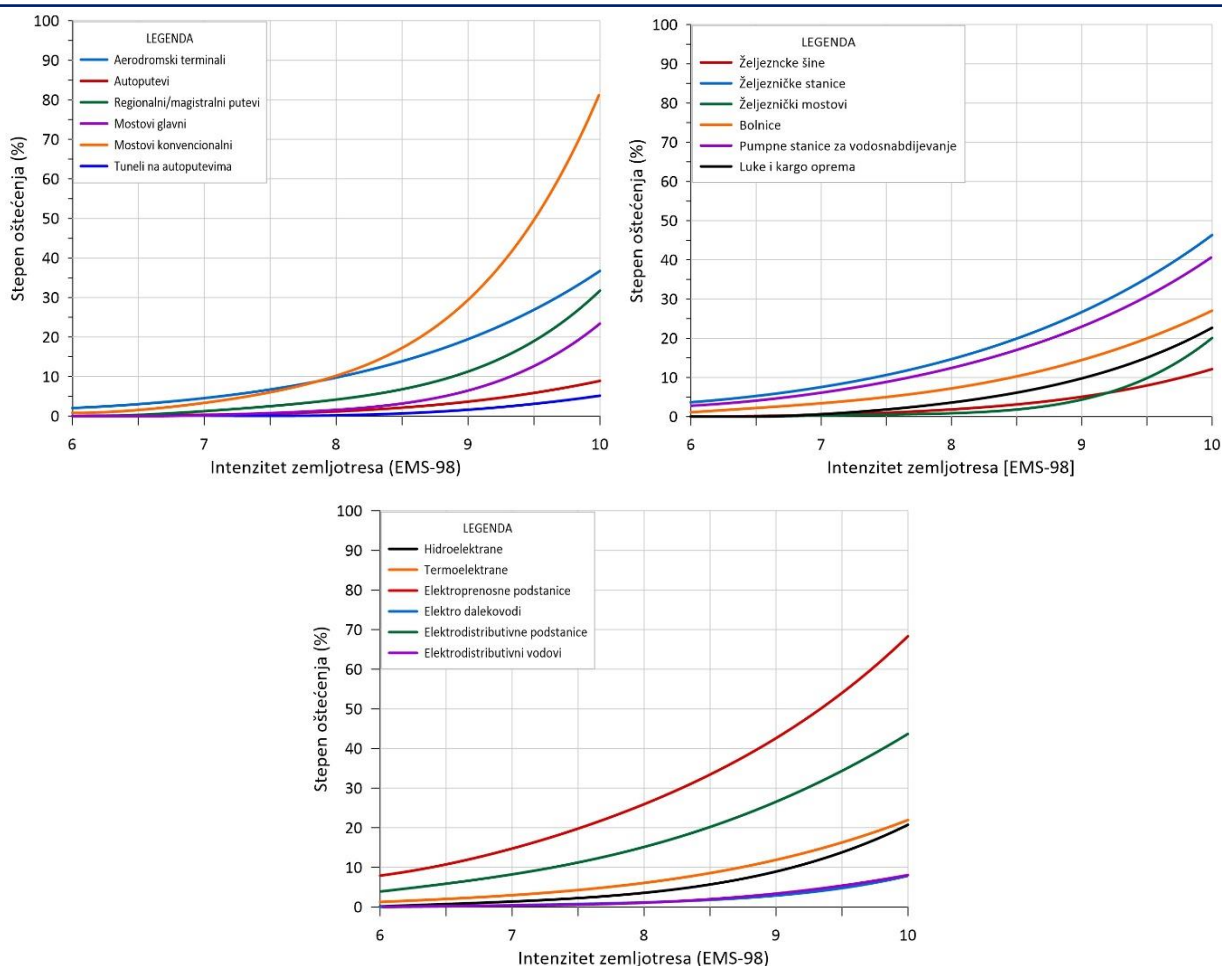 100
90
80
70
60
50
40
30
20
10
0
Stepen oštećenja (%)
LEGENDA
Aerodromski terminali
Autoputevi
Regionalni/magistralni putevi
Mostovi glavni
Mostovi konvencionalni
Tuneli na autoputevima
6 7 8 9 10
Intenzitet zemljotresa (EMS-98)
100
90
80
70
60
50
40
30
20
10
0
Stepen oštećenja (%)
LEGENDA
Željezncke šine
Željezničke stanice
Željeznički mostovi
Bolnice
Pumpne stanice za vodosnabdijevanje
Luke i kargo oprema
6 7 8 9 10
Intenzitet zemljotresa [EMS-98]
100
90
80
70
60
50
40
30
20
10
0
Stepen oštećenja (%)
LEGENDA
Hidroelektrane
Termoelektrane
Elektroprenosne podstanice
Elektro dalekovodi
Elektrodistributivne podstanice
Elektrodistributivni vodovi
6 7 8 9 10
Intenzitet zemljotresa (EMS-98)